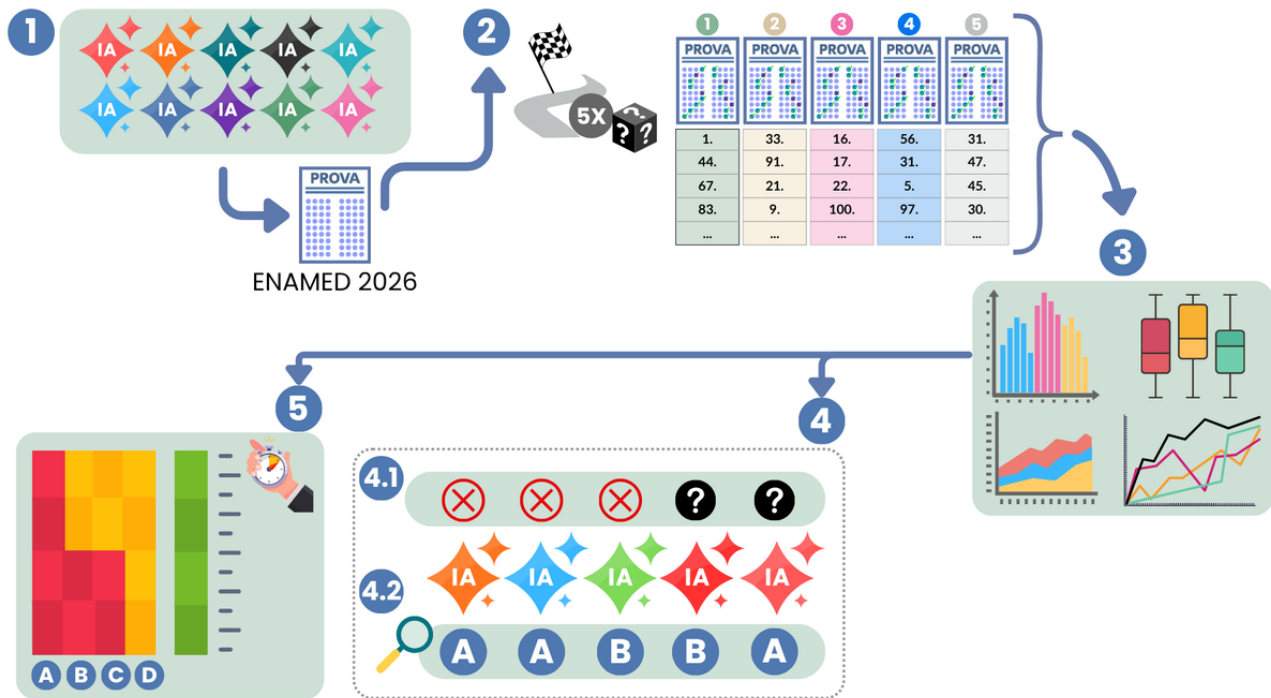 1
IA IA IA IA IA
IA IA IA IA IA
PROVA
ENAMED 2026
2
5X
? ? ?
1 2 3 4 5
PROVA PROVA PROVA PROVA PROVA
1. 33. 16. 56. 31.
44. 91. 17. 31. 47.
67. 21. 22. 5. 45.
83. 9. 100. 97. 30.
... ... ... ... ...
3
4
4.1
? ?
IA IA IA IA IA
4.2
A A B B A
5
A B C D